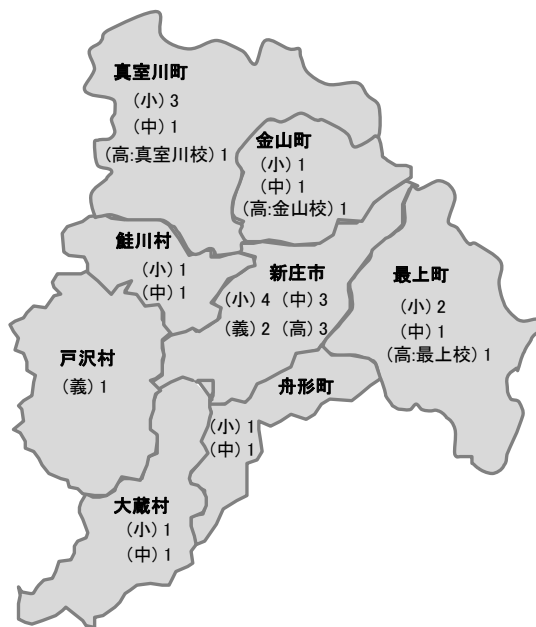 真室川町
(小) 3
(中) 1
(高:真室川校) 1
金山町
(小) 1
(中) 1
(高:金山校) 1
鮭川村
(小) 1
(中) 1
新庄市
(小) 4 (中) 3
(義) 2 (高) 3
最上町
(小) 2
(中) 1
(高:最上校) 1
戸沢村
(義) 1
舟形町
(小) 1
(中) 1
大蔵村
(小) 1
(中) 1